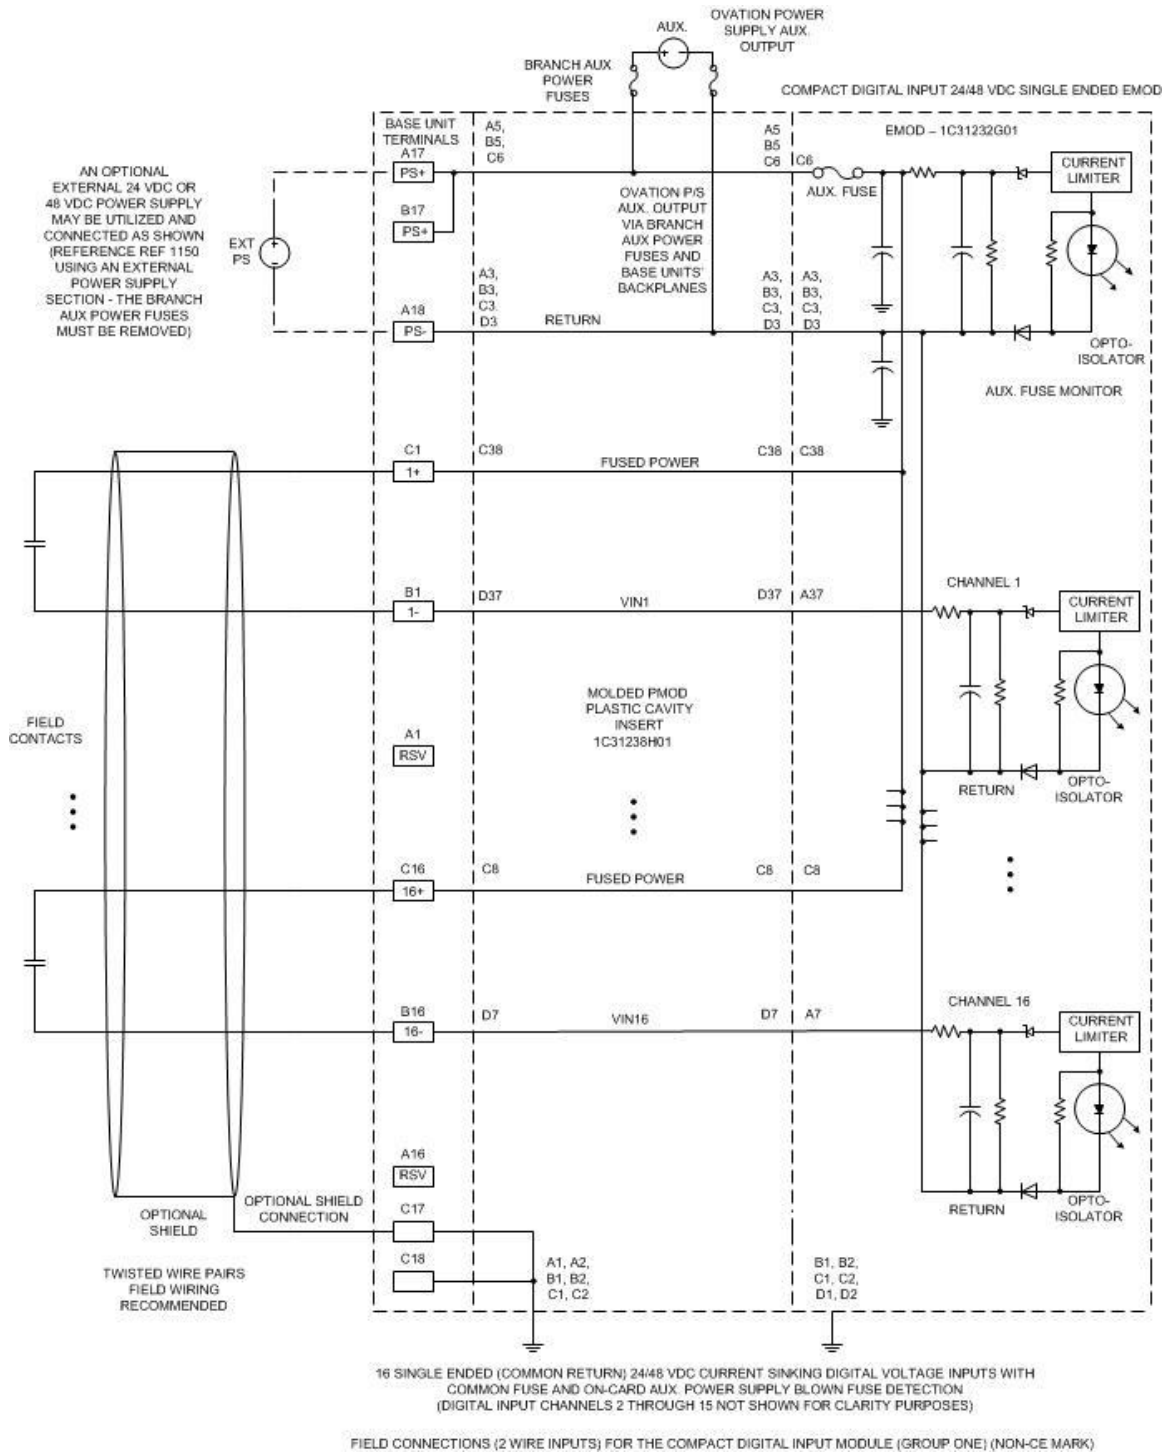 OVATION POWER
SUPPLY AUX.
OUTPUT
AUX.
+
-
BRANCH AUX
POWER
FUSES
COMPACT DIGITAL INPUT 24/48 VDC SINGLE ENDED EMOD
BASE UNIT
TERMINALS
A5,
B5,
C6
A5
B5
C6
C6
EMOD – 1C31232G01
AUX. FUSE
CURRENT
LIMITER
AN OPTIONAL
EXTERNAL 24 VDC OR
48 VDC POWER SUPPLY
MAY BE UTILIZED AND
CONNECTED AS SHOWN
(REFERENCE REF 1150
USING AN EXTERNAL
POWER SUPPLY
SECTION - THE BRANCH
AUX POWER FUSES
MUST BE REMOVED)
EXT
PS
+
-
A17
PS+
B17
PS+
A18
PS-
OVATION P/S
AUX. OUTPUT
VIA BRANCH
AUX POWER
FUSES AND
BASE UNITS'
BACKPLANES
A3,
B3,
C3,
D3
RETURN
A3,
B3,
C3,
D3
A3,
B3,
C3,
D3
OPTO-
ISOLATOR
AUX. FUSE MONITOR
C1
1+
C38
FUSED POWER
C38
C38
B1
1-
D37
VIN1
D37
A37
CHANNEL 1
CURRENT
LIMITER
MOLDED PMOD
PLASTIC CAVITY
INSERT
1C31238H01
FIELD
CONTACTS
A1
RSV
RETURN
OPTO-
ISOLATOR
C16
16+
C8
FUSED POWER
C8
C8
B16
16-
D7
VIN16
D7
A7
CHANNEL 16
CURRENT
LIMITER
A16
RSV
RETURN
OPTO-
ISOLATOR
OPTIONAL
SHIELD
OPTIONAL SHIELD
CONNECTION
C17
C18
TWISTED WIRE PAIRS
FIELD WIRING
RECOMMENDED
A1, A2,
B1, B2,
C1, C2
B1, B2,
C1, C2,
D1, D2
16 SINGLE ENDED (COMMON RETURN) 24/48 VDC CURRENT SINKING DIGITAL VOLTAGE INPUTS WITH
COMMON FUSE AND ON-CARD AUX. POWER SUPPLY BLOWN FUSE DETECTION
(DIGITAL INPUT CHANNELS 2 THROUGH 15 NOT SHOWN FOR CLARITY PURPOSES)
FIELD CONNECTIONS (2 WIRE INPUTS) FOR THE COMPACT DIGITAL INPUT MODULE (GROUP ONE) (NON-CE MARK)